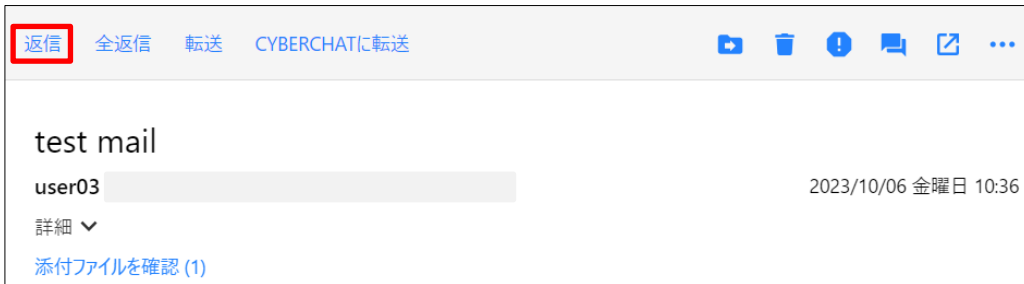 返信 全返信 転送 CYBERCHATに転送
test mail
user03 2023/10/06 金曜日 10:36
詳細
添付ファイルを確認 (1)